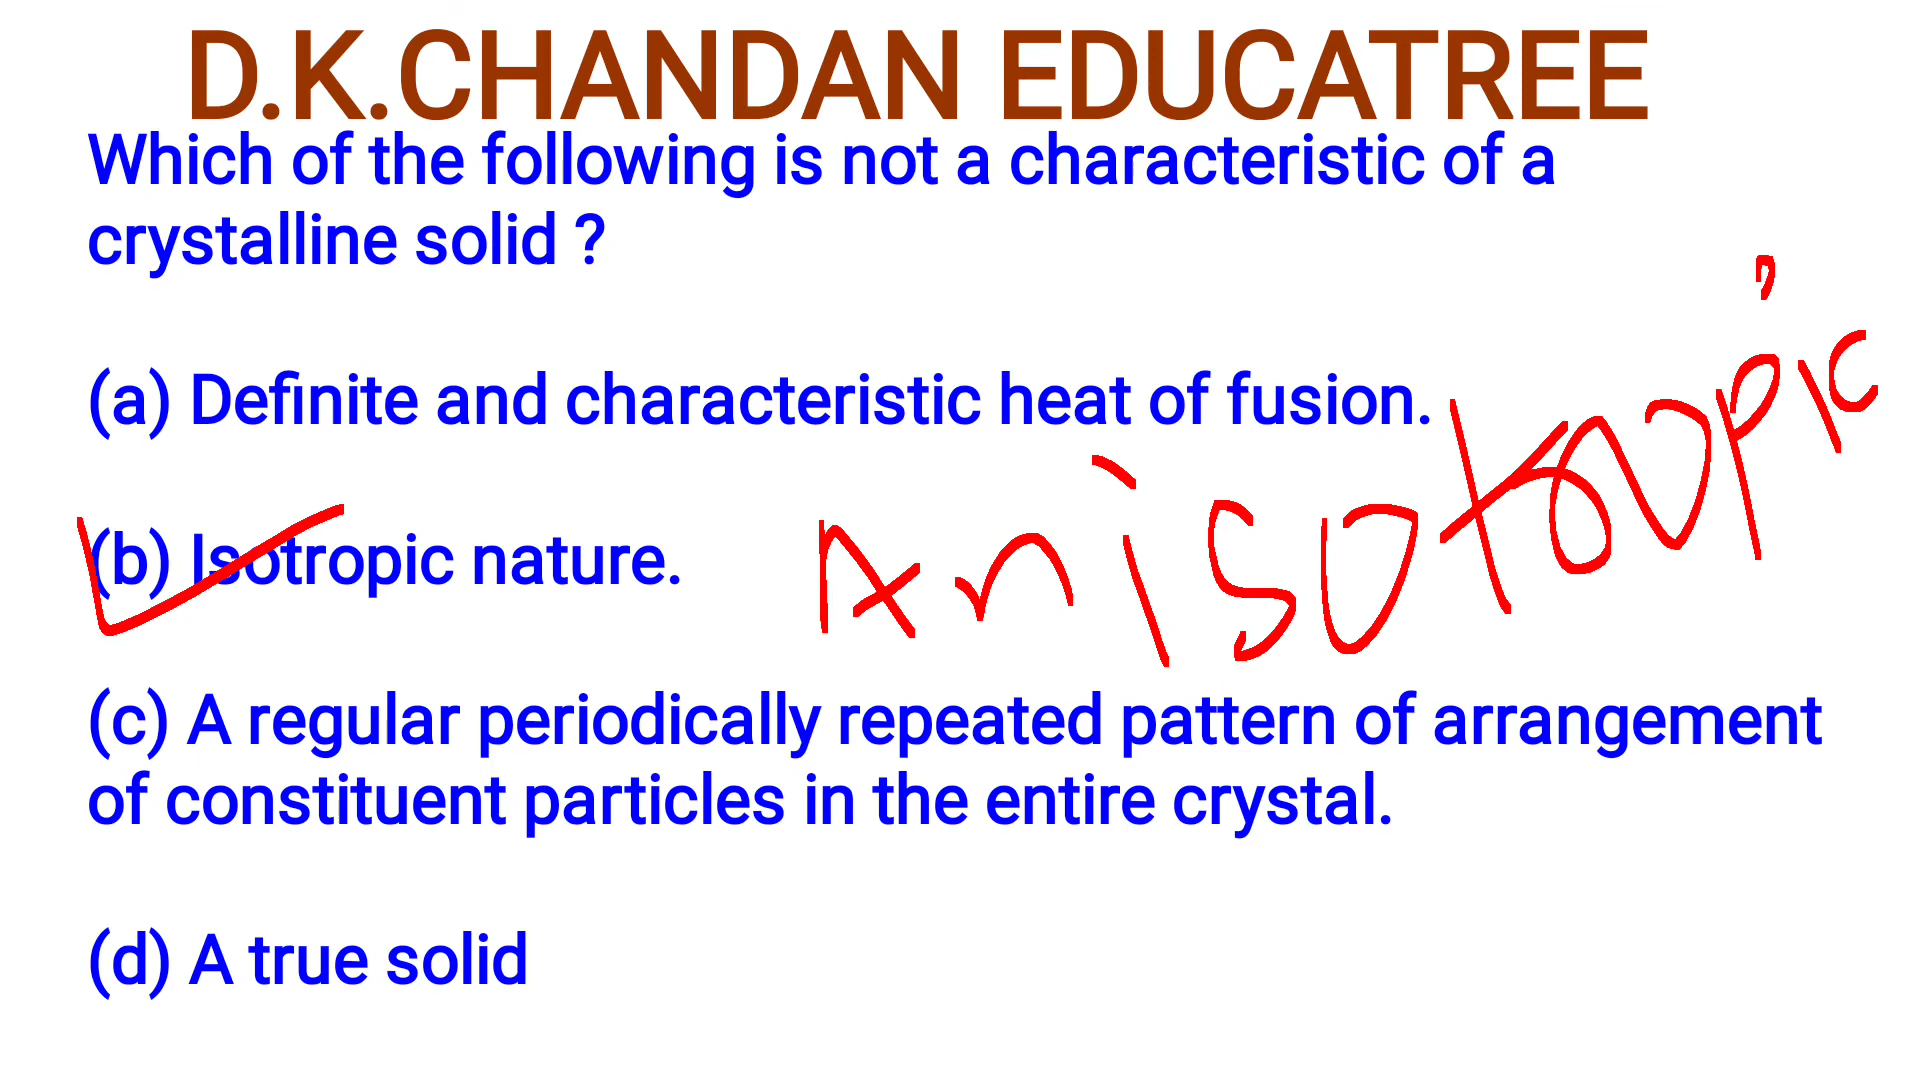 D.K.CHANDAN EDUCATREE
Which of the following is not a characteristic of a
crystalline solid ?
(a) Definite and characteristic heat of fusion.
(b) Isotropic nature.
Anisotropic
(c) A regular periodically repeated pattern of arrangement
of constituent particles in the entire crystal.
(d) A true solid